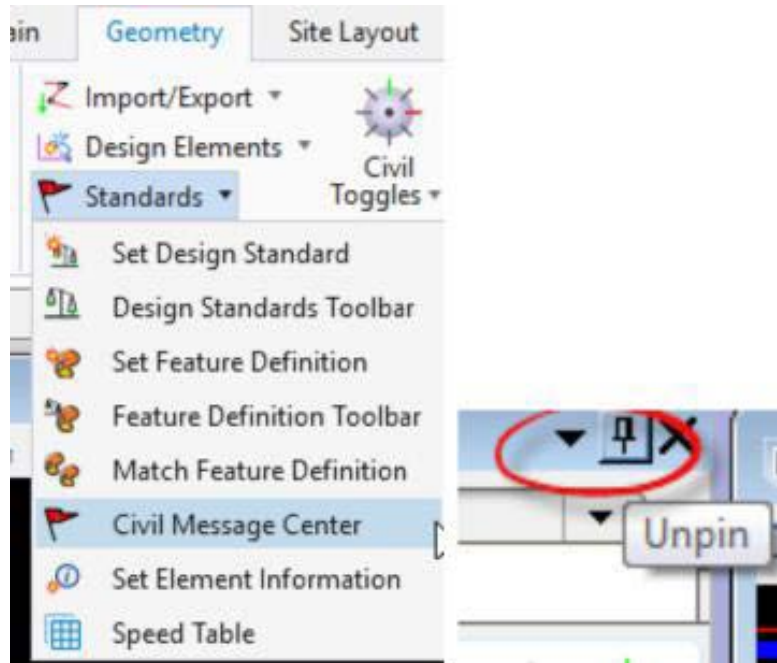 ain Geometry Site Layout
Import/Export
Design Elements
Standards
Civil
Toggles
Set Design Standard
Design Standards Toolbar
Set Feature Definition
Feature Definition Toolbar
Match Feature Definition
Civil Message Center
Set Element Information
Speed Table
Unpin